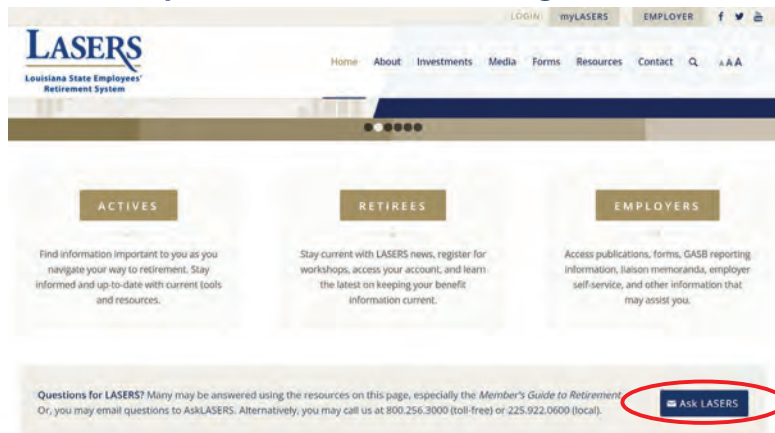 LOGIN: myLASERS EMPLOYER
LASERS
Louisiana State Employees'
Retirement System
Home About Investments Media Forms Resources Contact A A A
ACTIVES
Find information important to you as you
navigate your way to retirement. Stay
informed and up-to-date with current tools
and resources.
RETIREES
Stay current with LASERS news, register for
workshops, access your account, and learn
the latest on keeping your benefit
information current.
EMPLOYERS
Access publications, forms, GASB reporting
information, liaison memoranda, employer
self-service, and other information that
may assist you.
Questions for LASERS? Many may be answered using the resources on this page, especially the Member's Guide to Retirement.
Or, you may email questions to AskLASERS. Alternatively, you may call us at 800.256.3000 (toll-free) or 225.922.0600 (local).
Ask LASERS